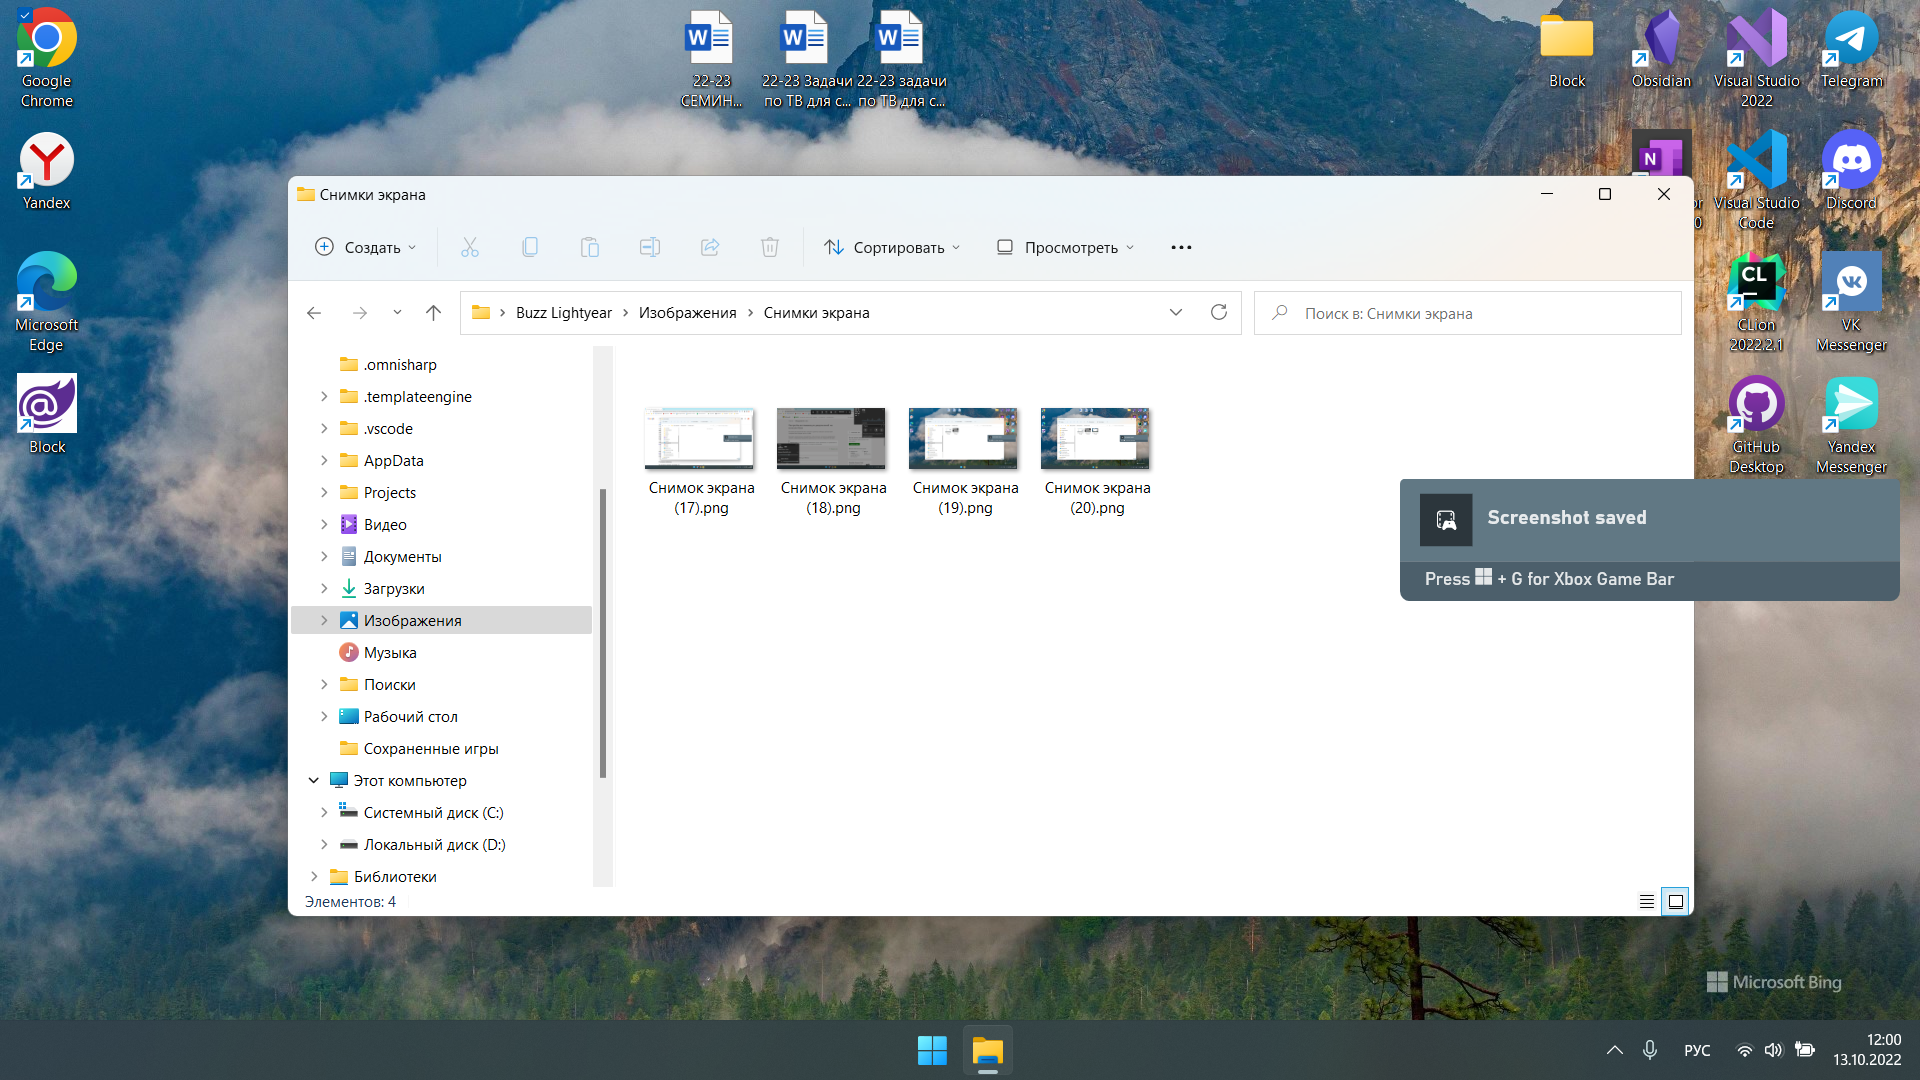 Google
Chrome
Yandex
Microsoft
Edge
Block
22-23
СЕМИН...
22-23 Задачи
по ТВ для с...
22-23 задачи
по ТВ для с...
Block
Obsidian
Visual Studio
2022
Telegram
Visual Studio
Code
Discord
CLion
2022.2.1
VK
Messenger
GitHub
Desktop
Yandex
Messenger
Снимки экрана
Создать
Сортировать
Просмотреть
Buzz Lightyear
Изображения
Снимки экрана
Поиск в: Снимки экрана
.omnisharp
.templateengine
.vscode
AppData
Projects
Видео
Документы
Загрузки
Изображения
Музыка
Поиски
Рабочий стол
Сохраненные игры
Этот компьютер
Системный диск (C:)
Локальный диск (D:)
Библиотеки
Снимок экрана
(17).png
Снимок экрана
(18).png
Снимок экрана
(19).png
Снимок экрана
(20).png
Элементов: 4
Screenshot saved
Press + G for Xbox Game Bar
Microsoft Bing
РУС
12:00
13.10.2022